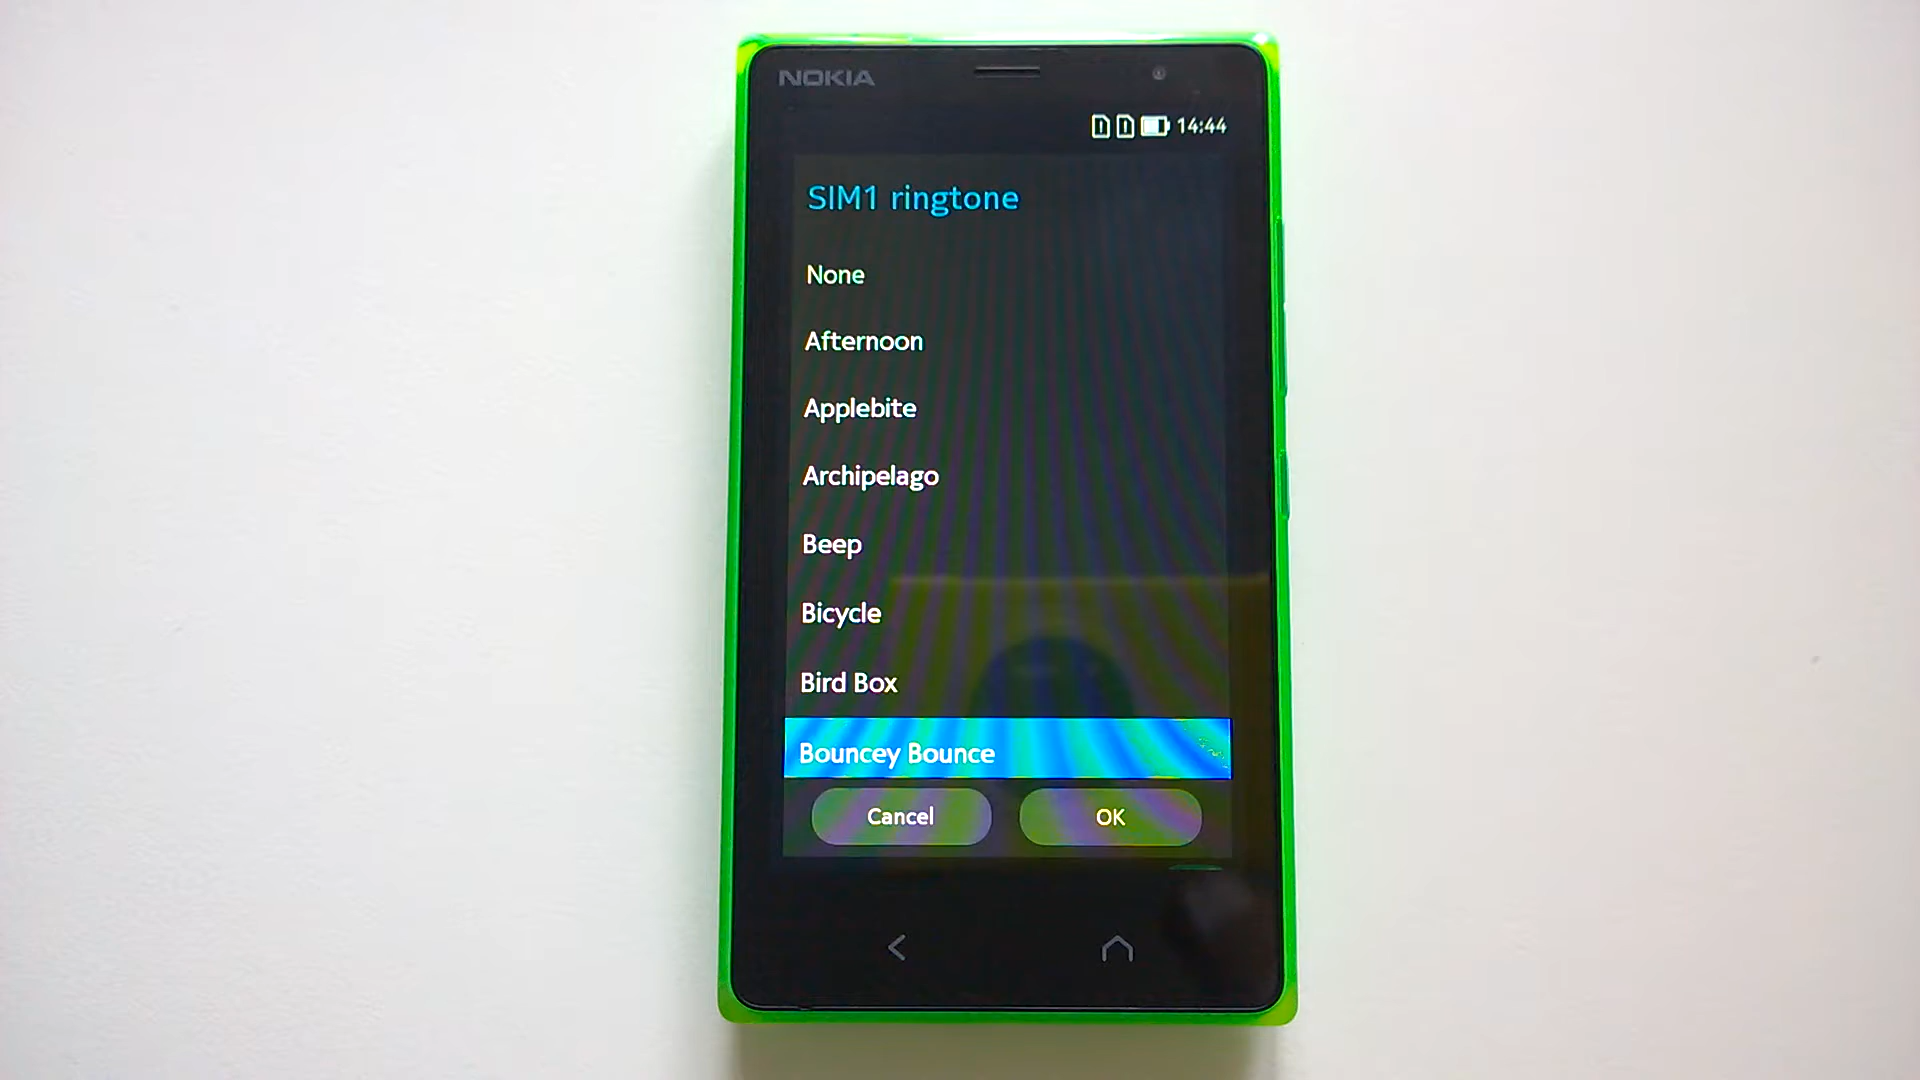 NOKIA
14:44
SIM1 ringtone
None
Afternoon
Applebite
Archipelago
Beep
Bicycle
Bird Box
Bouncey Bounce
Cancel OK